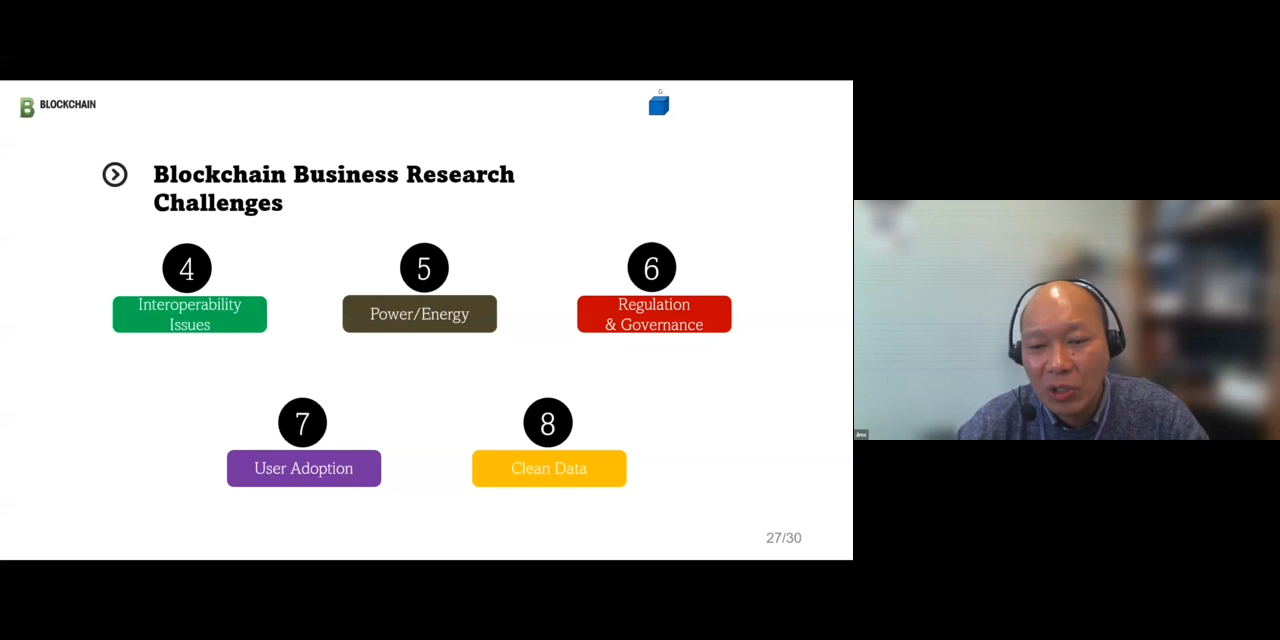 BLOCKCHAIN
G
Blockchain Business Research
Challenges
4
5
6
Interoperability
Issues
Power/Energy
Regulation
& Governance
7
8
User Adoption
Clean Data
27/30